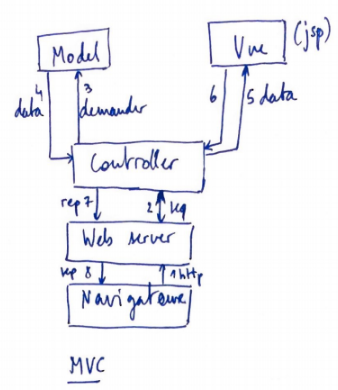 Model
Vue (jsp)
4
data
3
demander
6
5 data
Controller
rep 7
2 req
Web server
rep 8
1 http
Navigateur
MVC